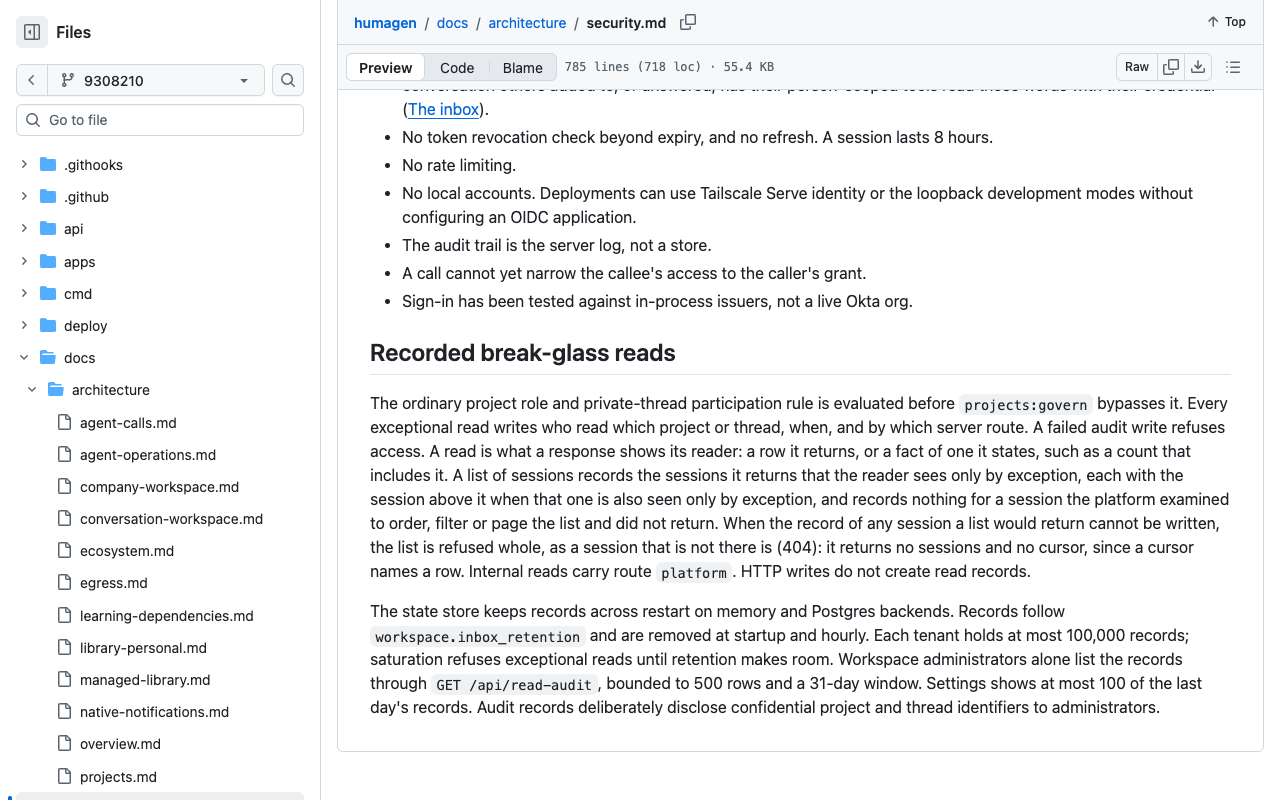 Files
9308210
Go to file
.githooks
.github
api
apps
cmd
deploy
docs
architecture
agent-calls.md
agent-operations.md
company-workspace.md
conversation-workspace.md
ecosystem.md
egress.md
learning-dependencies.md
library-personal.md
managed-library.md
native-notifications.md
overview.md
projects.md
humagen / docs / architecture / security.md
Top
Preview Code Blame 785 lines (718 loc) · 55.4 KB Raw
(The inbox).
No token revocation check beyond expiry, and no refresh. A session lasts 8 hours.
No rate limiting.
No local accounts. Deployments can use Tailscale Serve identity or the loopback development modes without
configuring an OIDC application.
The audit trail is the server log, not a store.
A call cannot yet narrow the callee's access to the caller's grant.
Sign-in has been tested against in-process issuers, not a live Okta org.
Recorded break-glass reads
The ordinary project role and private-thread participation rule is evaluated before projects:govern bypasses it. Every
exceptional read writes who read which project or thread, when, and by which server route. A failed audit write refuses
access. A read is what a response shows its reader: a row it returns, or a fact of one it states, such as a count that
includes it. A list of sessions records the sessions it returns that the reader sees only by exception, each with the
session above it when that one is also seen only by exception, and records nothing for a session the platform examined
to order, filter or page the list and did not return. When the record of any session a list would return cannot be written,
the list is refused whole, as a session that is not there is (404): it returns no sessions and no cursor, since a cursor
names a row. Internal reads carry route platform. HTTP writes do not create read records.
The state store keeps records across restart on memory and Postgres backends. Records follow
workspace.inbox_retention and are removed at startup and hourly. Each tenant holds at most 100,000 records;
saturation refuses exceptional reads until retention makes room. Workspace administrators alone list the records
through GET /api/read-audit, bounded to 500 rows and a 31-day window. Settings shows at most 100 of the last
day's records. Audit records deliberately disclose confidential project and thread identifiers to administrators.